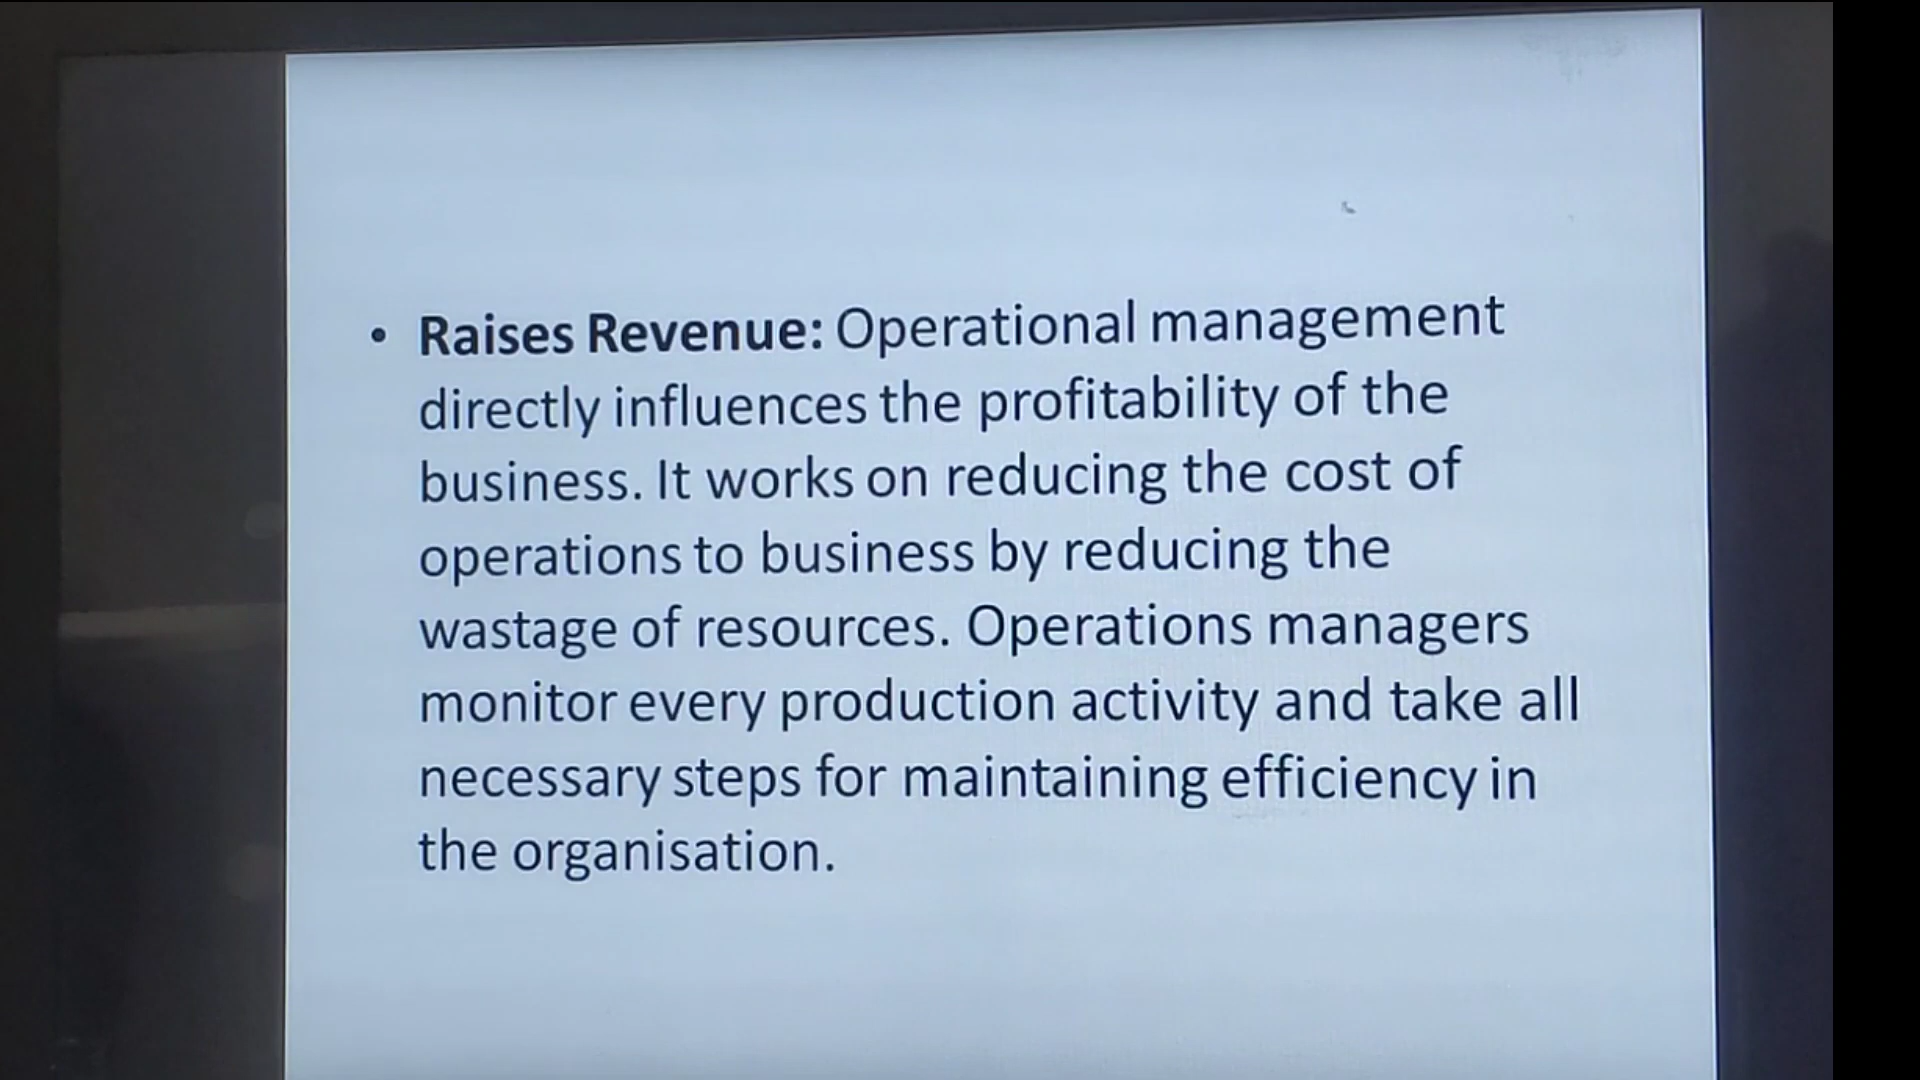 • Raises Revenue: Operational management
directly influences the profitability of the
business. It works on reducing the cost of
operations to business by reducing the
wastage of resources. Operations managers
monitor every production activity and take all
necessary steps for maintaining efficiency in
the organisation.